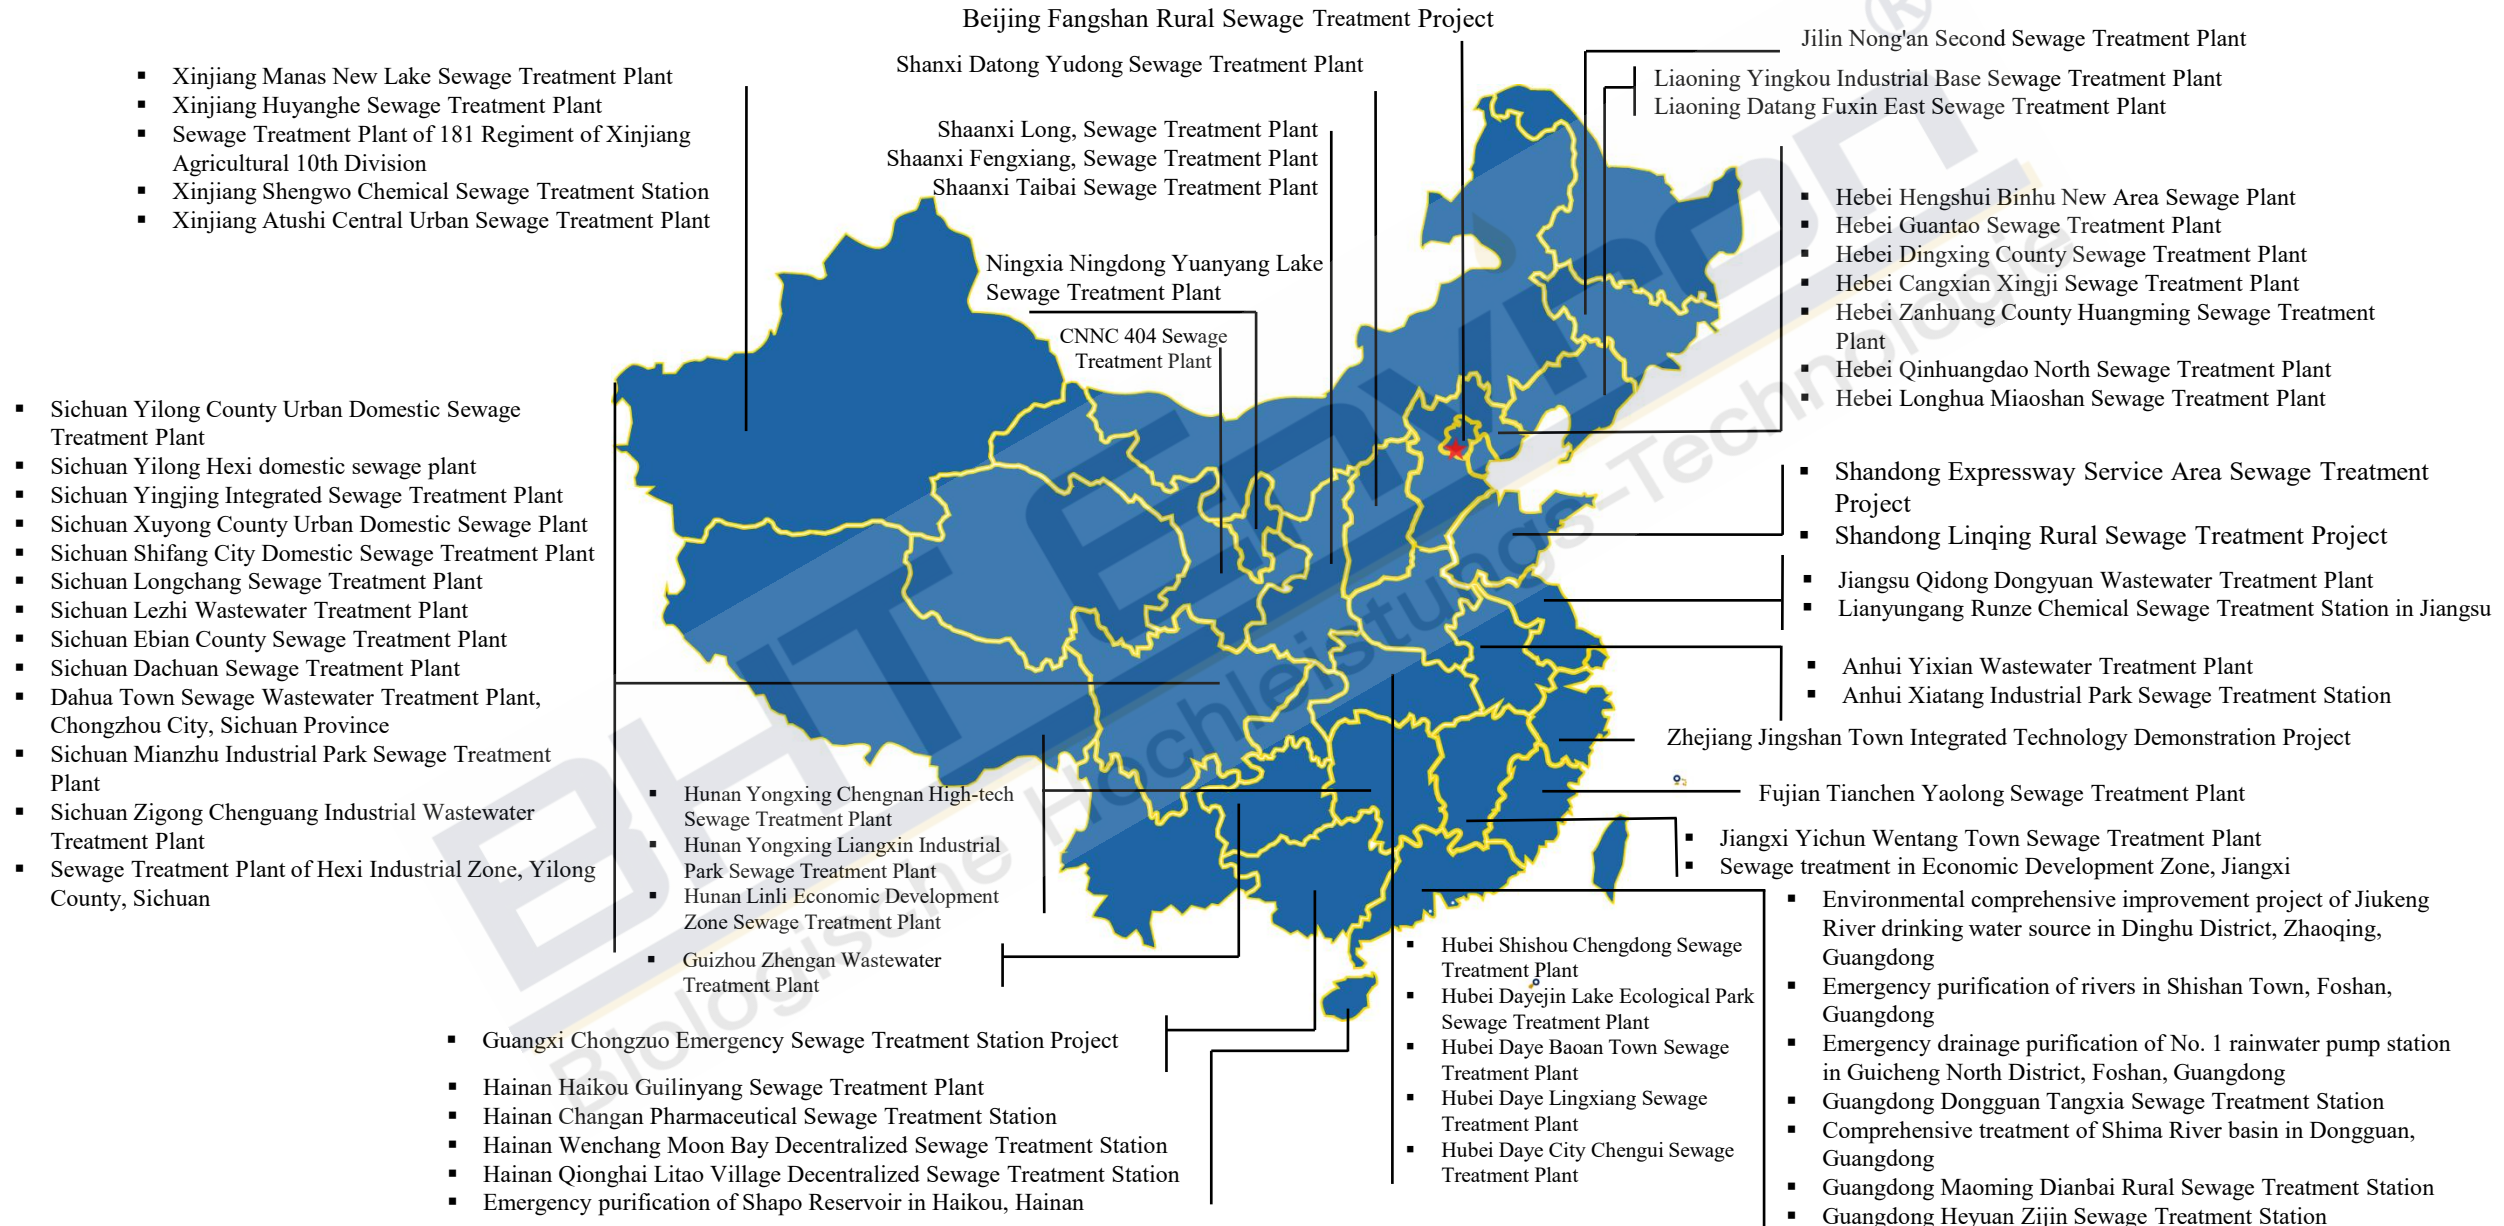 Beijing Fangshan Rural Sewage Treatment Project
Shanxi Datong Yudong Sewage Treatment Plant
Jilin Nong'an Second Sewage Treatment Plant
Liaoning Yingkou Industrial Base Sewage Treatment Plant
Liaoning Datang Fuxin East Sewage Treatment Plant
▪ Xinjiang Manas New Lake Sewage Treatment Plant
▪ Xinjiang Huyanghe Sewage Treatment Plant
▪ Sewage Treatment Plant of 181 Regiment of Xinjiang
Agricultural 10th Division
▪ Xinjiang Shengwo Chemical Sewage Treatment Station
▪ Xinjiang Atushi Central Urban Sewage Treatment Plant
Shaanxi Long, Sewage Treatment Plant
Shaanxi Fengxiang, Sewage Treatment Plant
Shaanxi Taibai Sewage Treatment Plant
Ningxia Ningdong Yuanyang Lake
Sewage Treatment Plant
CNNC 404 Sewage
Treatment Plant
▪ Hebei Hengshui Binhu New Area Sewage Plant
▪ Hebei Guantao Sewage Treatment Plant
▪ Hebei Dingxing County Sewage Treatment Plant
▪ Hebei Cangxian Xingji Sewage Treatment Plant
▪ Hebei Zanhuang County Huangming Sewage Treatment
Plant
▪ Hebei Qinhuangdao North Sewage Treatment Plant
▪ Hebei Longhua Miaoshan Sewage Treatment Plant
▪ Sichuan Yilong County Urban Domestic Sewage
Treatment Plant
▪ Sichuan Yilong Hexi domestic sewage plant
▪ Sichuan Yingjing Integrated Sewage Treatment Plant
▪ Sichuan Xuyong County Urban Domestic Sewage Plant
▪ Sichuan Shifang City Domestic Sewage Treatment Plant
▪ Sichuan Longchang Sewage Treatment Plant
▪ Sichuan Lezhi Wastewater Treatment Plant
▪ Sichuan Ebian County Sewage Treatment Plant
▪ Sichuan Dachuan Sewage Treatment Plant
▪ Dahua Town Sewage Wastewater Treatment Plant,
Chongzhou City, Sichuan Province
▪ Sichuan Mianzhu Industrial Park Sewage Treatment
Plant
▪ Sichuan Zigong Chenguang Industrial Wastewater
Treatment Plant
▪ Sewage Treatment Plant of Hexi Industrial Zone, Yilong
County, Sichuan
▪ Shandong Expressway Service Area Sewage Treatment
Project
▪ Shandong Linqing Rural Sewage Treatment Project
▪ Jiangsu Qidong Dongyuan Wastewater Treatment Plant
▪ Lianyungang Runze Chemical Sewage Treatment Station in Jiangsu
▪ Anhui Yixian Wastewater Treatment Plant
▪ Anhui Xiatang Industrial Park Sewage Treatment Station
Zhejiang Jingshan Town Integrated Technology Demonstration Project
Fujian Tianchen Yaolong Sewage Treatment Plant
▪ Jiangxi Yichun Wentang Town Sewage Treatment Plant
▪ Sewage treatment in Economic Development Zone, Jiangxi
▪ Hunan Yongxing Chengnan High-tech
Sewage Treatment Plant
▪ Hunan Yongxing Liangxin Industrial
Park Sewage Treatment Plant
▪ Hunan Linli Economic Development
Zone Sewage Treatment Plant
▪ Guizhou Zhengan Wastewater
Treatment Plant
▪ Guangxi Chongzuo Emergency Sewage Treatment Station Project
▪ Hainan Haikou Guilinyang Sewage Treatment Plant
▪ Hainan Changan Pharmaceutical Sewage Treatment Station
▪ Hainan Wenchang Moon Bay Decentralized Sewage Treatment Station
▪ Hainan Qionghai Litao Village Decentralized Sewage Treatment Station
▪ Emergency purification of Shapo Reservoir in Haikou, Hainan
▪ Hubei Shishou Chengdong Sewage
Treatment Plant
▪ Hubei Dayejin Lake Ecological Park
Sewage Treatment Plant
▪ Hubei Daye Baoan Town Sewage
Treatment Plant
▪ Hubei Daye Lingxiang Sewage
Treatment Plant
▪ Hubei Daye City Chengui Sewage
Treatment Plant
▪ Environmental comprehensive improvement project of Jiukeng
River drinking water source in Dinghu District, Zhaoqing,
Guangdong
▪ Emergency purification of rivers in Shishan Town, Foshan,
Guangdong
▪ Emergency drainage purification of No. 1 rainwater pump station
in Guicheng North District, Foshan, Guangdong
▪ Guangdong Dongguan Tangxia Sewage Treatment Station
▪ Comprehensive treatment of Shima River basin in Dongguan,
Guangdong
▪ Guangdong Maoming Dianbai Rural Sewage Treatment Station
▪ Guangdong Heyuan Zijin Sewage Treatment Station
BHT Environ ®
Biologische Hochleistungs-Technologie